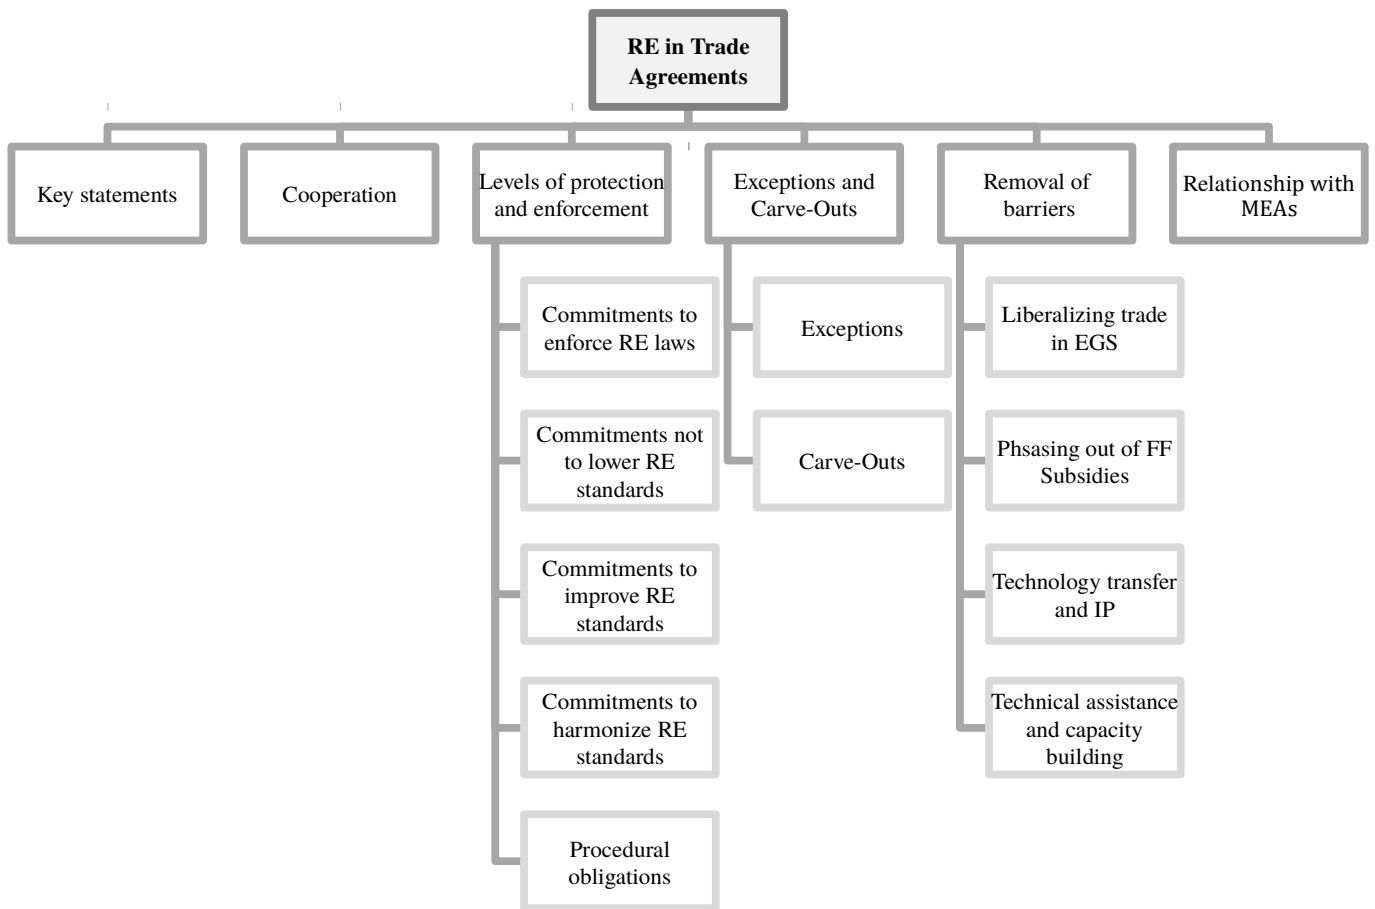 RE in Trade
Agreements
Key statements
Cooperation
Levels of protection
and enforcement
Exceptions and
Carve-Outs
Removal of
barriers
Relationship with
MEAs
Commitments to
enforce RE laws
Commitments not
to lower RE
standards
Commitments to
improve RE
standards
Commitments to
harmonize RE
standards
Procedural
obligations
Exceptions
Carve-Outs
Liberalizing trade
in EGS
Phsasing out of FF
Subsidies
Technology transfer
and IP
Technical assistance
and capacity
building